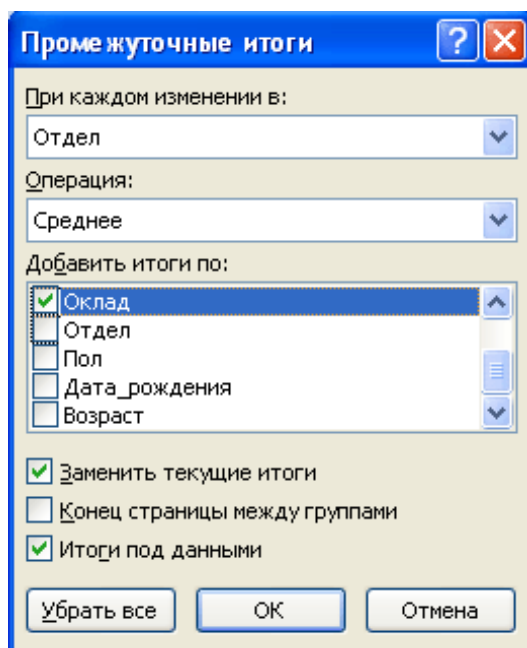 Промежуточные итоги
При каждом изменении в:
Отдел
Операция:
Среднее
Добавить итоги по:
Оклад
Отдел
Пол
Дата_рождения
Возраст
Заменить текущие итоги
Конец страницы между группами
Итоги под данными
Убрать все ОК Отмена